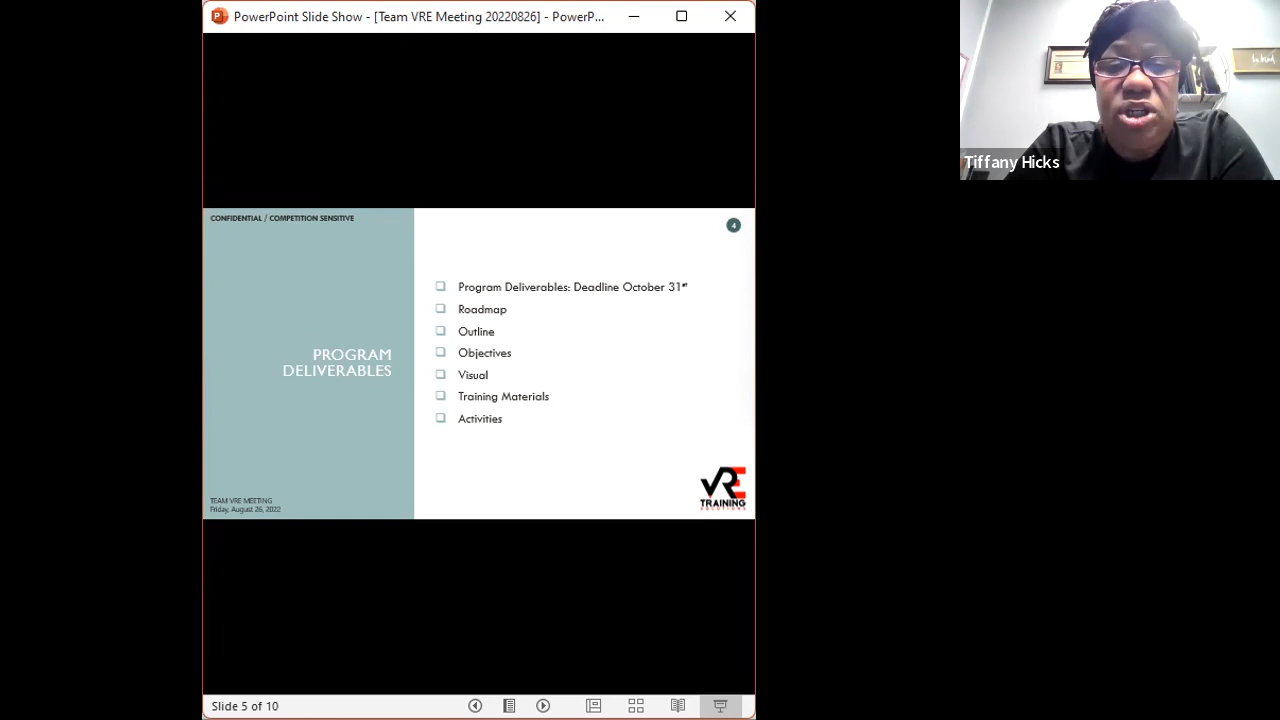 PowerPoint Slide Show - [Team VRE Meeting 20220826] - PowerP...
CONFIDENTIAL / COMPETITION SENSITIVE
4
PROGRAM
DELIVERABLES
Program Deliverables: Deadline October 31st
Roadmap
Outline
Objectives
Visual
Training Materials
Activities
TEAM VRE MEETING
Friday, August 26, 2022
VRE
TRAINING
SOLUTIONS
Slide 5 of 10
Tiffany Hicks